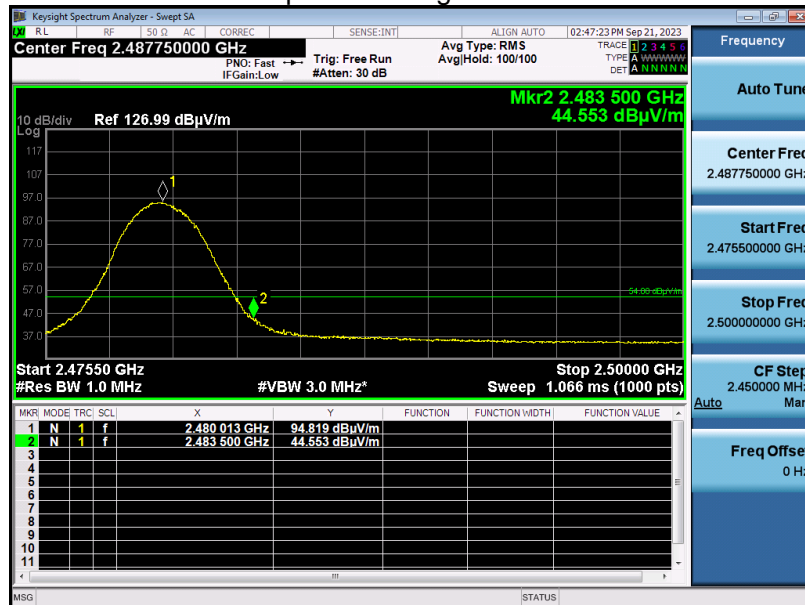 Keysight Spectrum Analyzer - Swept SA
LXI RL RF 50 Ω AC CORREC SENSE:INT ALIGN AUTO 02:47:23 PM Sep 21, 2023
Center Freq 2.487750000 GHz
PNO: Fast
IFGain:Low
Trig: Free Run
#Atten: 30 dB
Avg Type: RMS
Avg|Hold: 100/100
TRACE 1 2 3 4 5 6
TYPE A WWWWW
DET A N N N N N
Mkr2 2.483 500 GHz
44.553 dBµV/m
10 dB/div Ref 126.99 dBµV/m
Log
117
107
97.0
87.0
77.0
67.0
57.0
47.0
37.0
1
2
54.00 dBµV/m
Start 2.47550 GHz Stop 2.50000 GHz
#Res BW 1.0 MHz #VBW 3.0 MHz* Sweep 1.066 ms (1000 pts)
MKR MODE TRC SCL X Y FUNCTION FUNCTION WIDTH FUNCTION VALUE
1 N 1 f 2.480 013 GHz 94.819 dBµV/m
2 N 1 f 2.483 500 GHz 44.553 dBµV/m
3
4
5
6
7
8
9
10
11
MSG STATUS
Frequency
Auto Tune
Center Freq
2.487750000 GHz
Start Freq
2.475500000 GHz
Stop Freq
2.500000000 GHz
CF Step
2.450000 MHz
Auto Man
Freq Offset
0 Hz